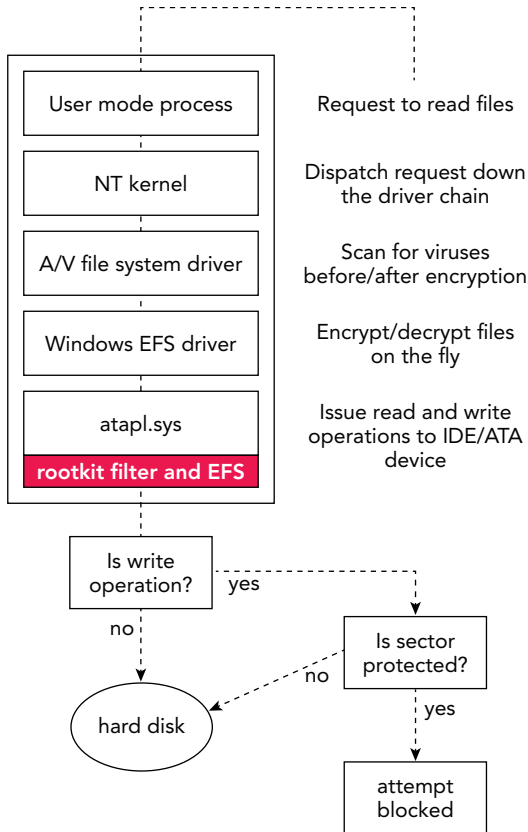 User mode process
Request to read files
NT kernel
Dispatch request down
the driver chain
A/V file system driver
Scan for viruses
before/after encryption
Windows EFS driver
Encrypt/decrypt files
on the fly
atapl.sys
Issue read and write
operations to IDE/ATA
device
rootkit filter and EFS
Is write
operation?
yes
no
Is sector
protected?
no
yes
hard disk
attempt
blocked